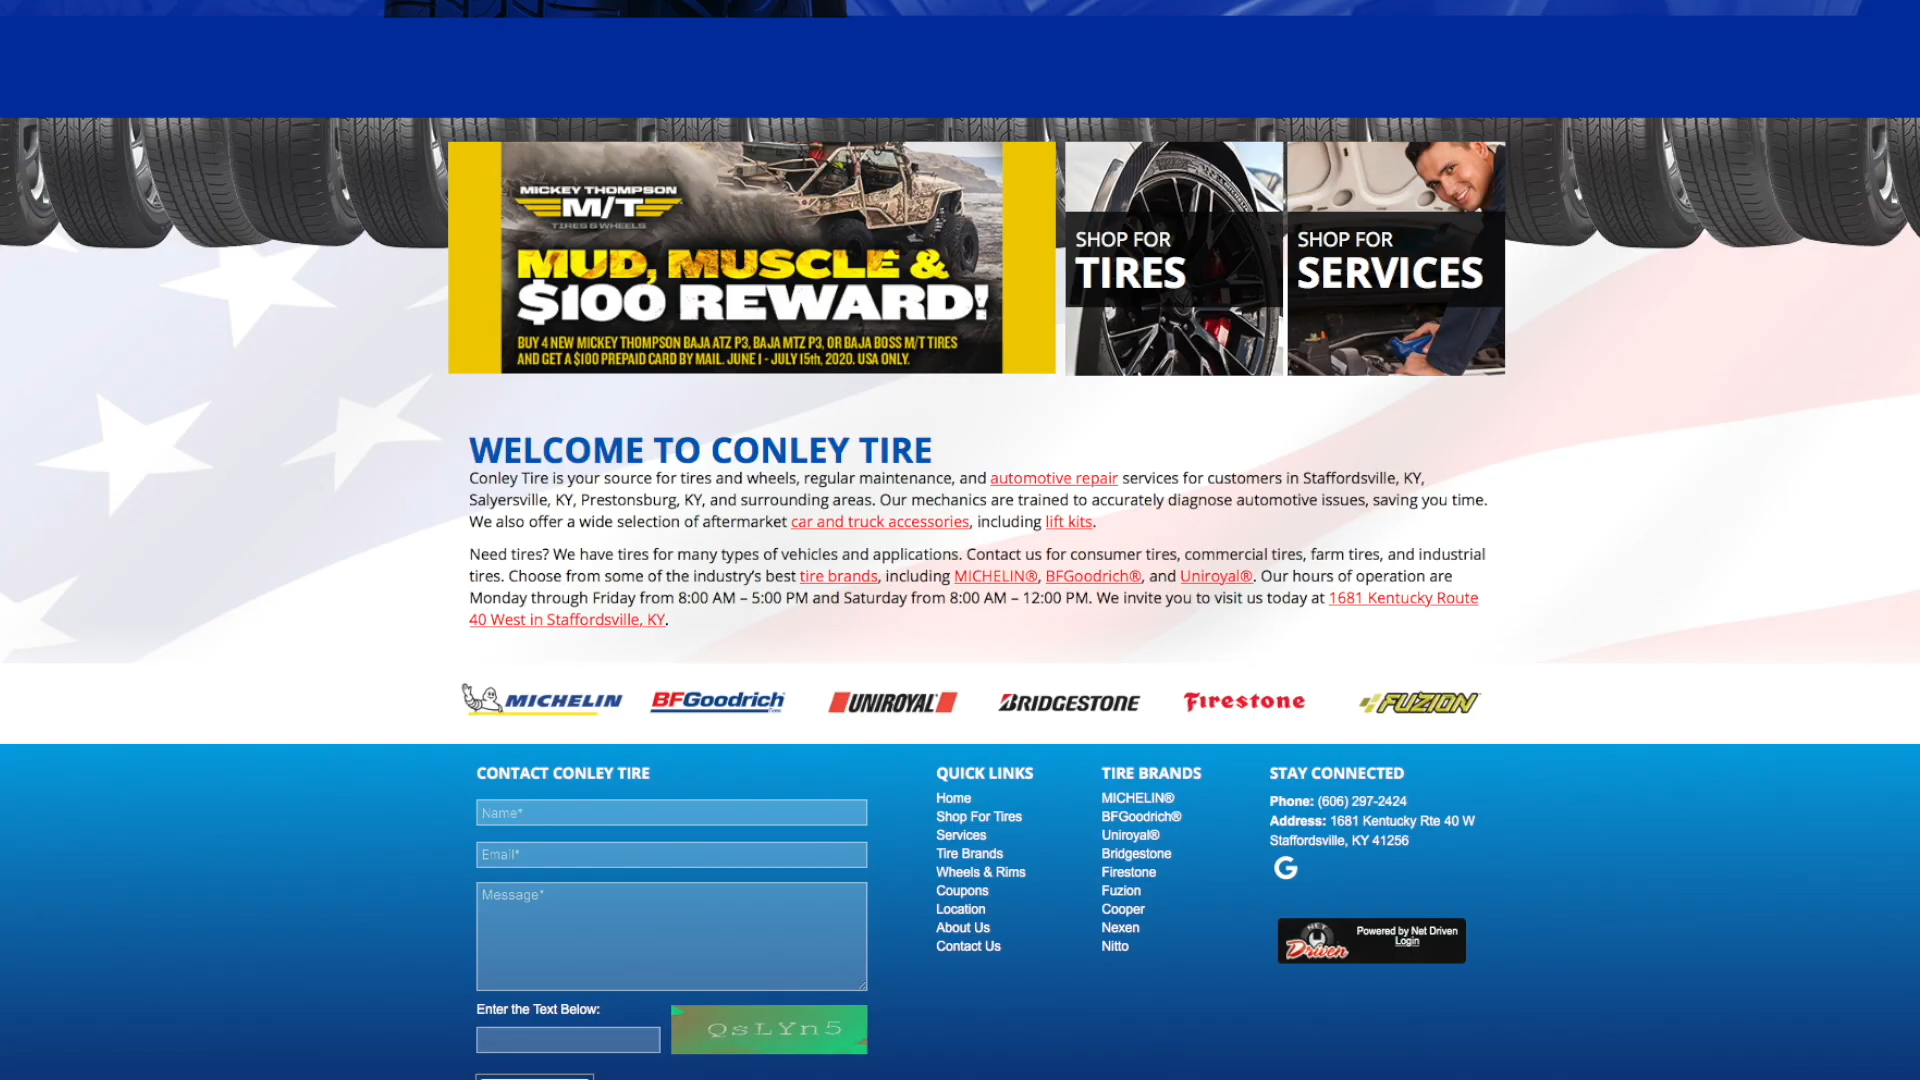 MICKEY THOMPSON
M/T
TIRES & WHEELS
MUD, MUSCLE &
$100 REWARD!
BUY 4 NEW MICKEY THOMPSON BAJA ATZ P3, BAJA MTZ P3, OR BAJA BOSS M/T TIRES
AND GET A $100 PREPAID CARD BY MAIL. JUNE 1 - JULY 15th, 2020. USA ONLY.
SHOP FOR
TIRES
SHOP FOR
SERVICES
WELCOME TO CONLEY TIRE
Conley Tire is your source for tires and wheels, regular maintenance, and automotive repair services for customers in Staffordsville, KY,
Salyersville, KY, Prestonsburg, KY, and surrounding areas. Our mechanics are trained to accurately diagnose automotive issues, saving you time.
We also offer a wide selection of aftermarket car and truck accessories, including lift kits.
Need tires? We have tires for many types of vehicles and applications. Contact us for consumer tires, commercial tires, farm tires, and industrial
tires. Choose from some of the industry’s best tire brands, including MICHELIN®, BFGoodrich®, and Uniroyal®. Our hours of operation are
Monday through Friday from 8:00 AM – 5:00 PM and Saturday from 8:00 AM – 12:00 PM. We invite you to visit us today at 1681 Kentucky Route
40 West in Staffordsville, KY.
MICHELIN
BFGoodrich
Tires
UNIROYAL
BRIDGESTONE
Firestone
FUZION
CONTACT CONLEY TIRE
Name*
Email*
Message*
Enter the Text Below:
QsLYn5
QUICK LINKS
Home
Shop For Tires
Services
Tire Brands
Wheels & Rims
Coupons
Location
About Us
Contact Us
TIRE BRANDS
MICHELIN®
BFGoodrich®
Uniroyal®
Bridgestone
Firestone
Fuzion
Cooper
Nexen
Nitto
STAY CONNECTED
Phone: (606) 297-2424
Address: 1681 Kentucky Rte 40 W
Staffordsville, KY 41256
G
NET
Driven
Powered by Net Driven
Login